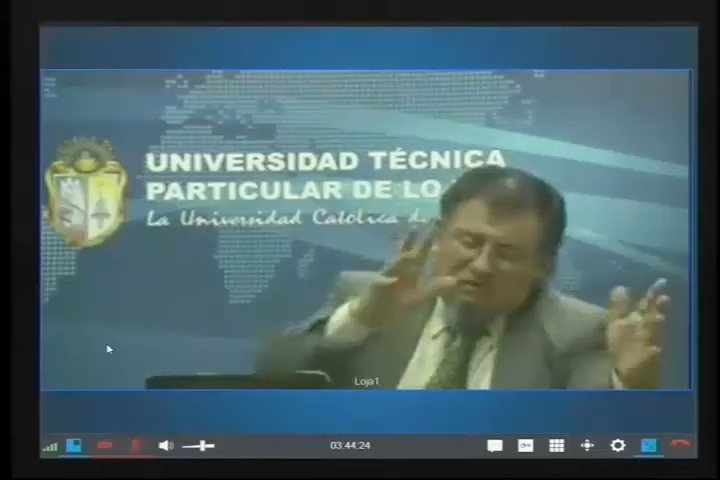 UNIVERSIDAD TÉCNICA
PARTICULAR DE LO
La Universidad Católica d
Loja1
03:44:24